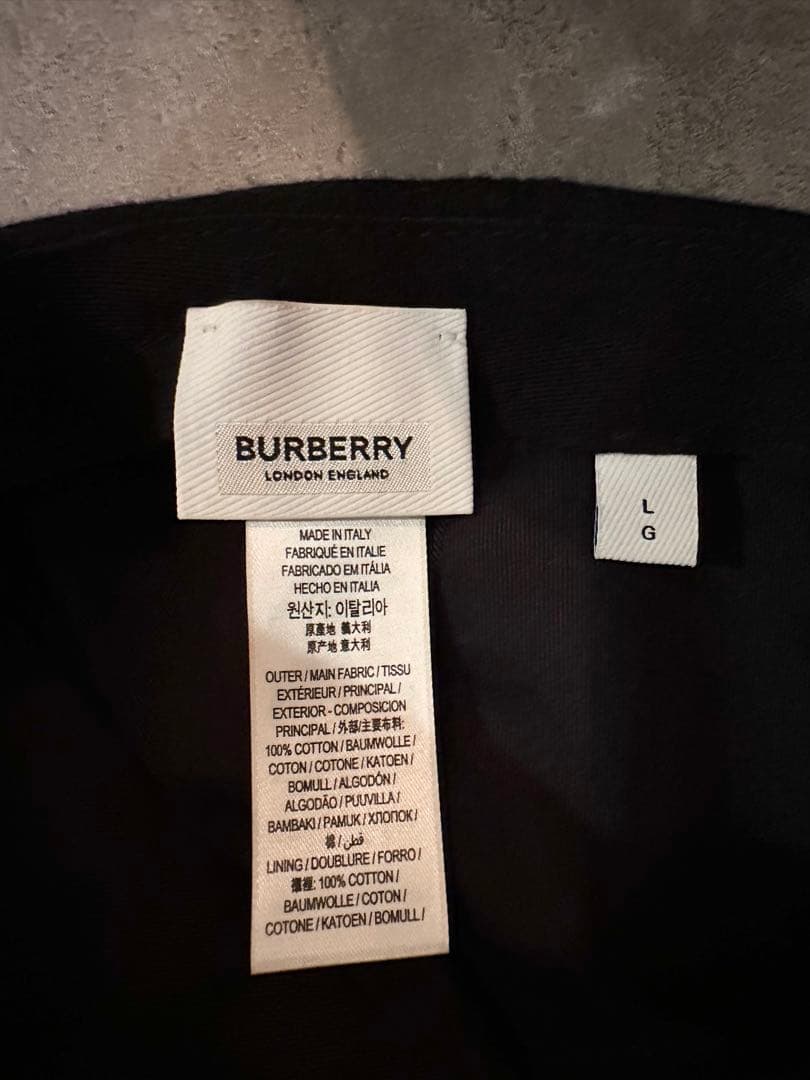 BURBERRY
LONDON ENGLAND
L
G
MADE IN ITALY
FABRIQUÉ EN ITALIE
FABRICADO EM ITÁLIA
HECHO EN ITALIA
원산지: 이탈리아
原產地 義大利
原产地 意大利
OUTER / MAIN FABRIC / TISSU
EXTÉRIEUR / PRINCIPAL /
EXTERIOR - COMPOSICION
PRINCIPAL / 外部/主要布料:
100% COTTON / BAUMWOLLE /
COTON / COTONE / KATOEN /
BOMULL / ALGODÓN /
ALGODÃO / PUUVILLA /
BAMBAKI / PAMUK / ХЛОПОК /
棉 / قطن
LINING / DOUBLURE / FORRO /
襯裡: 100% COTTON /
BAUMWOLLE / COTON /
COTONE / KATOEN / BOMULL /